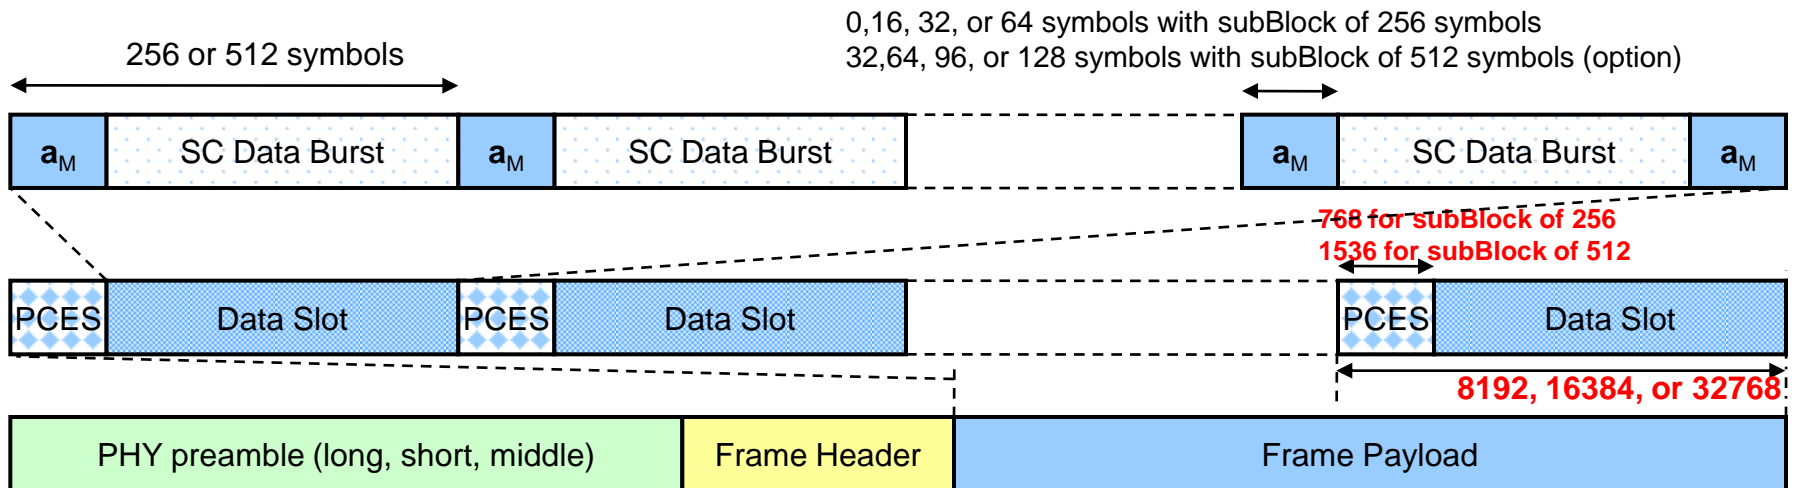 0,16, 32, or 64 symbols with subBlock of 256 symbols
256 or 512 symbols
32,64, 96, or 128 symbols with subBlock of 512 symbols (option)
aM SC Data Burst aM SC Data Burst aM SC Data Burst aM
768 for subBlock of 256
1536 for subBlock of 512
PCES Data Slot PCES Data Slot PCES Data Slot
8192, 16384, or 32768
PHY preamble (long, short, middle) Frame Header Frame Payload